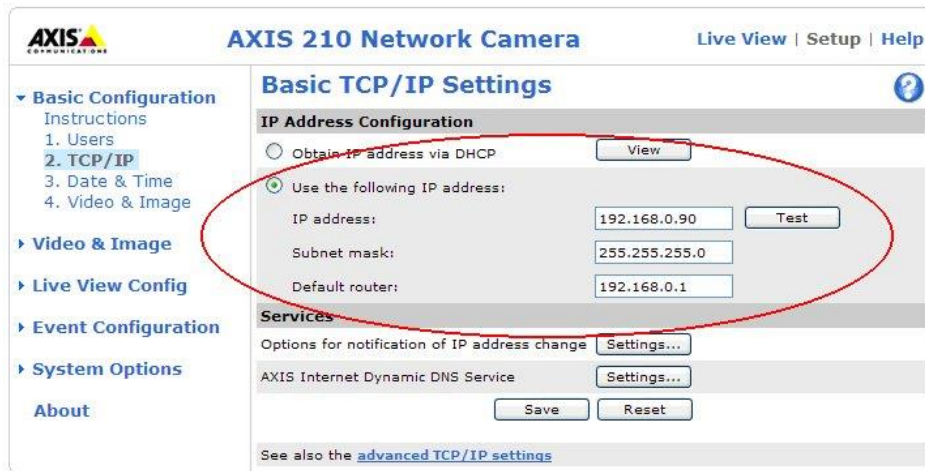 AXIS
COMMUNICATIONS
AXIS 210 Network Camera
Live View | Setup | Help
Basic Configuration
Instructions
1. Users
2. TCP/IP
3. Date & Time
4. Video & Image
Video & Image
Live View Config
Event Configuration
System Options
About
Basic TCP/IP Settings
?
IP Address Configuration
Obtain IP address via DHCP View
Use the following IP address:
IP address: 192.168.0.90 Test
Subnet mask: 255.255.255.0
Default router: 192.168.0.1
Services
Options for notification of IP address change Settings...
AXIS Internet Dynamic DNS Service Settings...
Save Reset
See also the advanced TCP/IP settings